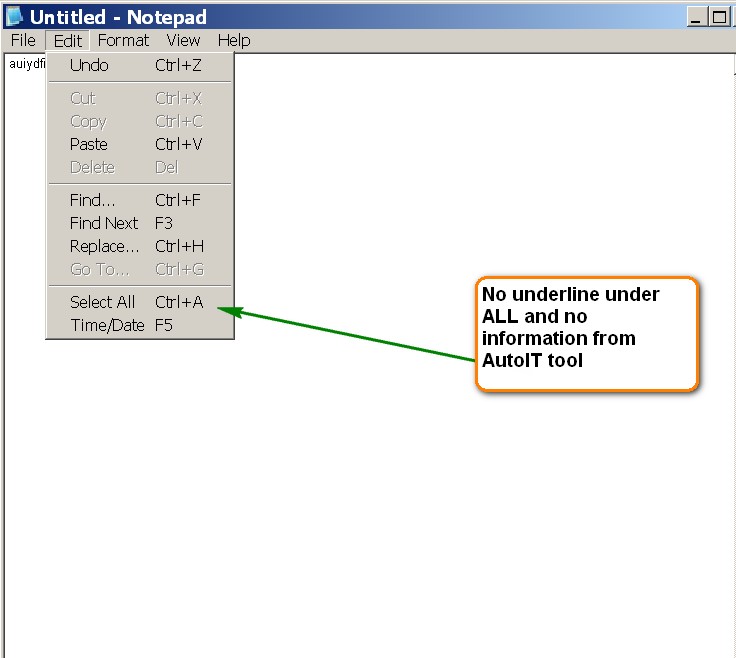 Untitled - Notepad
File Edit Format View Help
auiydfi
Undo Ctrl+Z
Cut Ctrl+X
Copy Ctrl+C
Paste Ctrl+V
Delete Del
Find... Ctrl+F
Find Next F3
Replace... Ctrl+H
Go To... Ctrl+G
Select All Ctrl+A
Time/Date F5
No underline under
ALL and no
information from
AutoIT tool